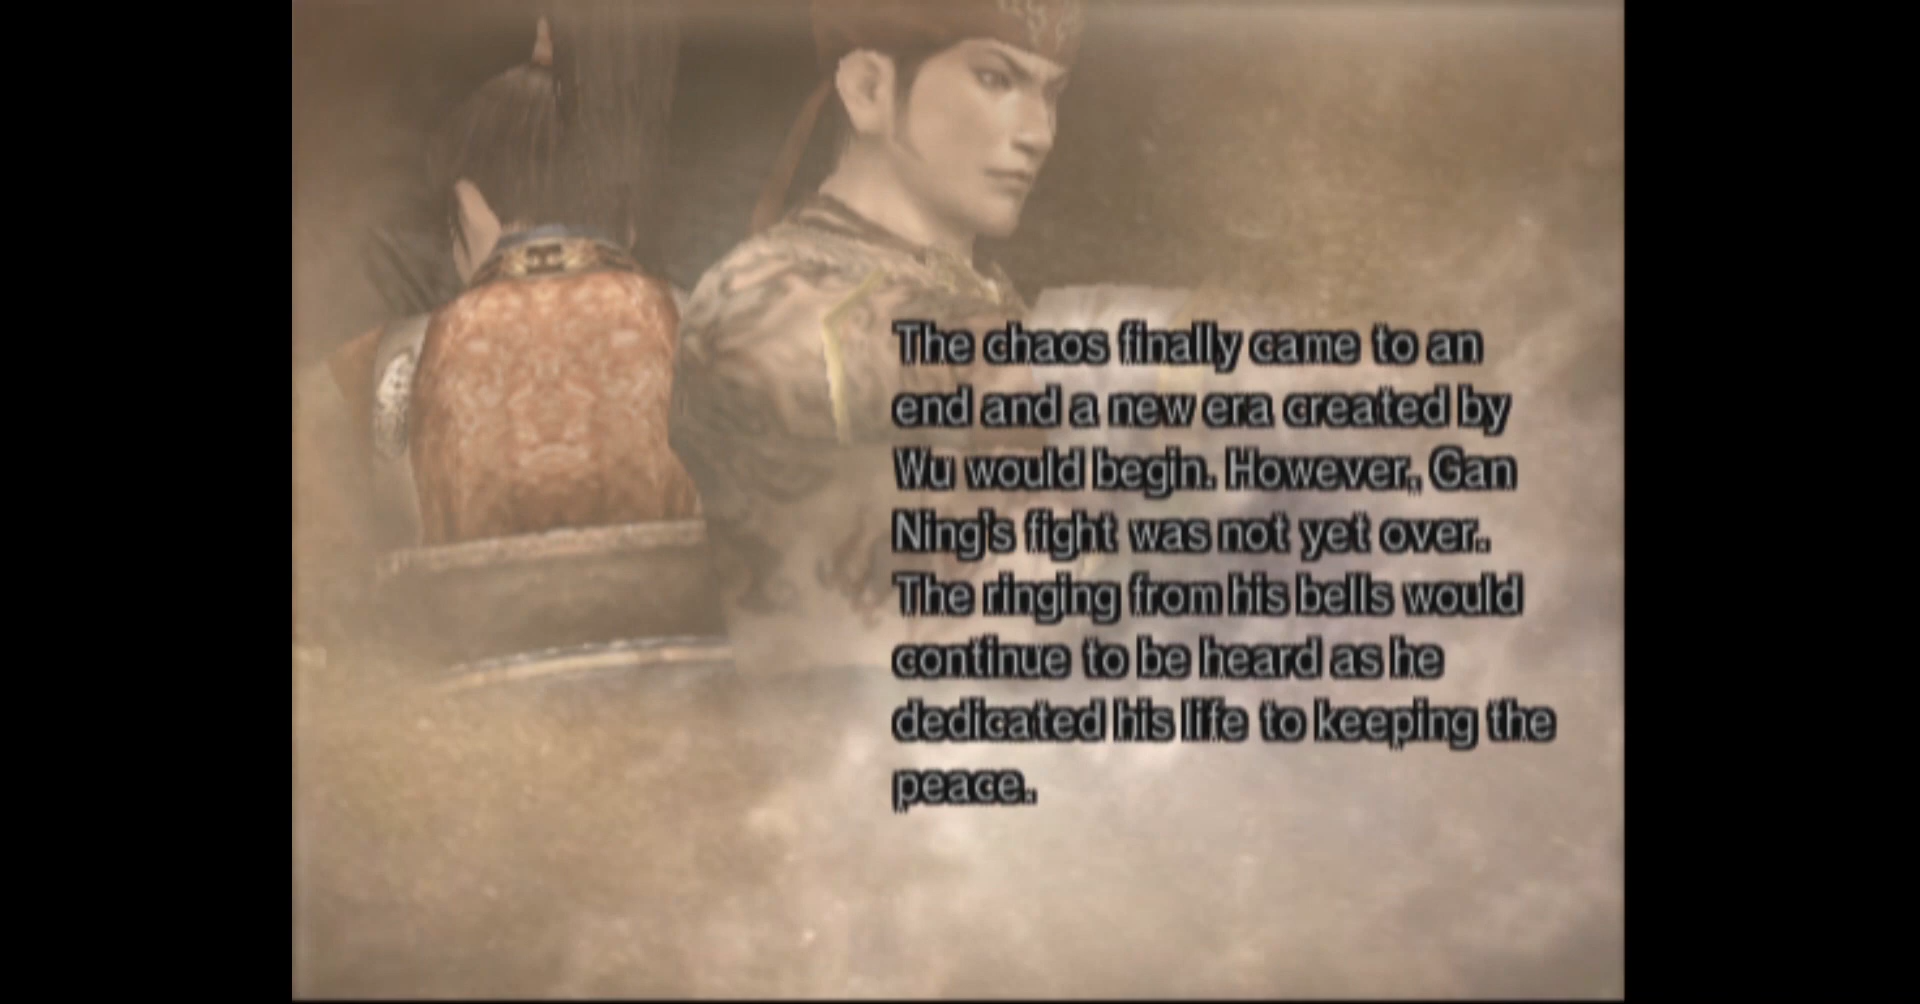 The chaos finally came to an
end and a new era created by
Wu would begin. However, Gan
Ning's fight was not yet over.
The ringing from his bells would
continue to be heard as he
dedicated his life to keeping the
peace.